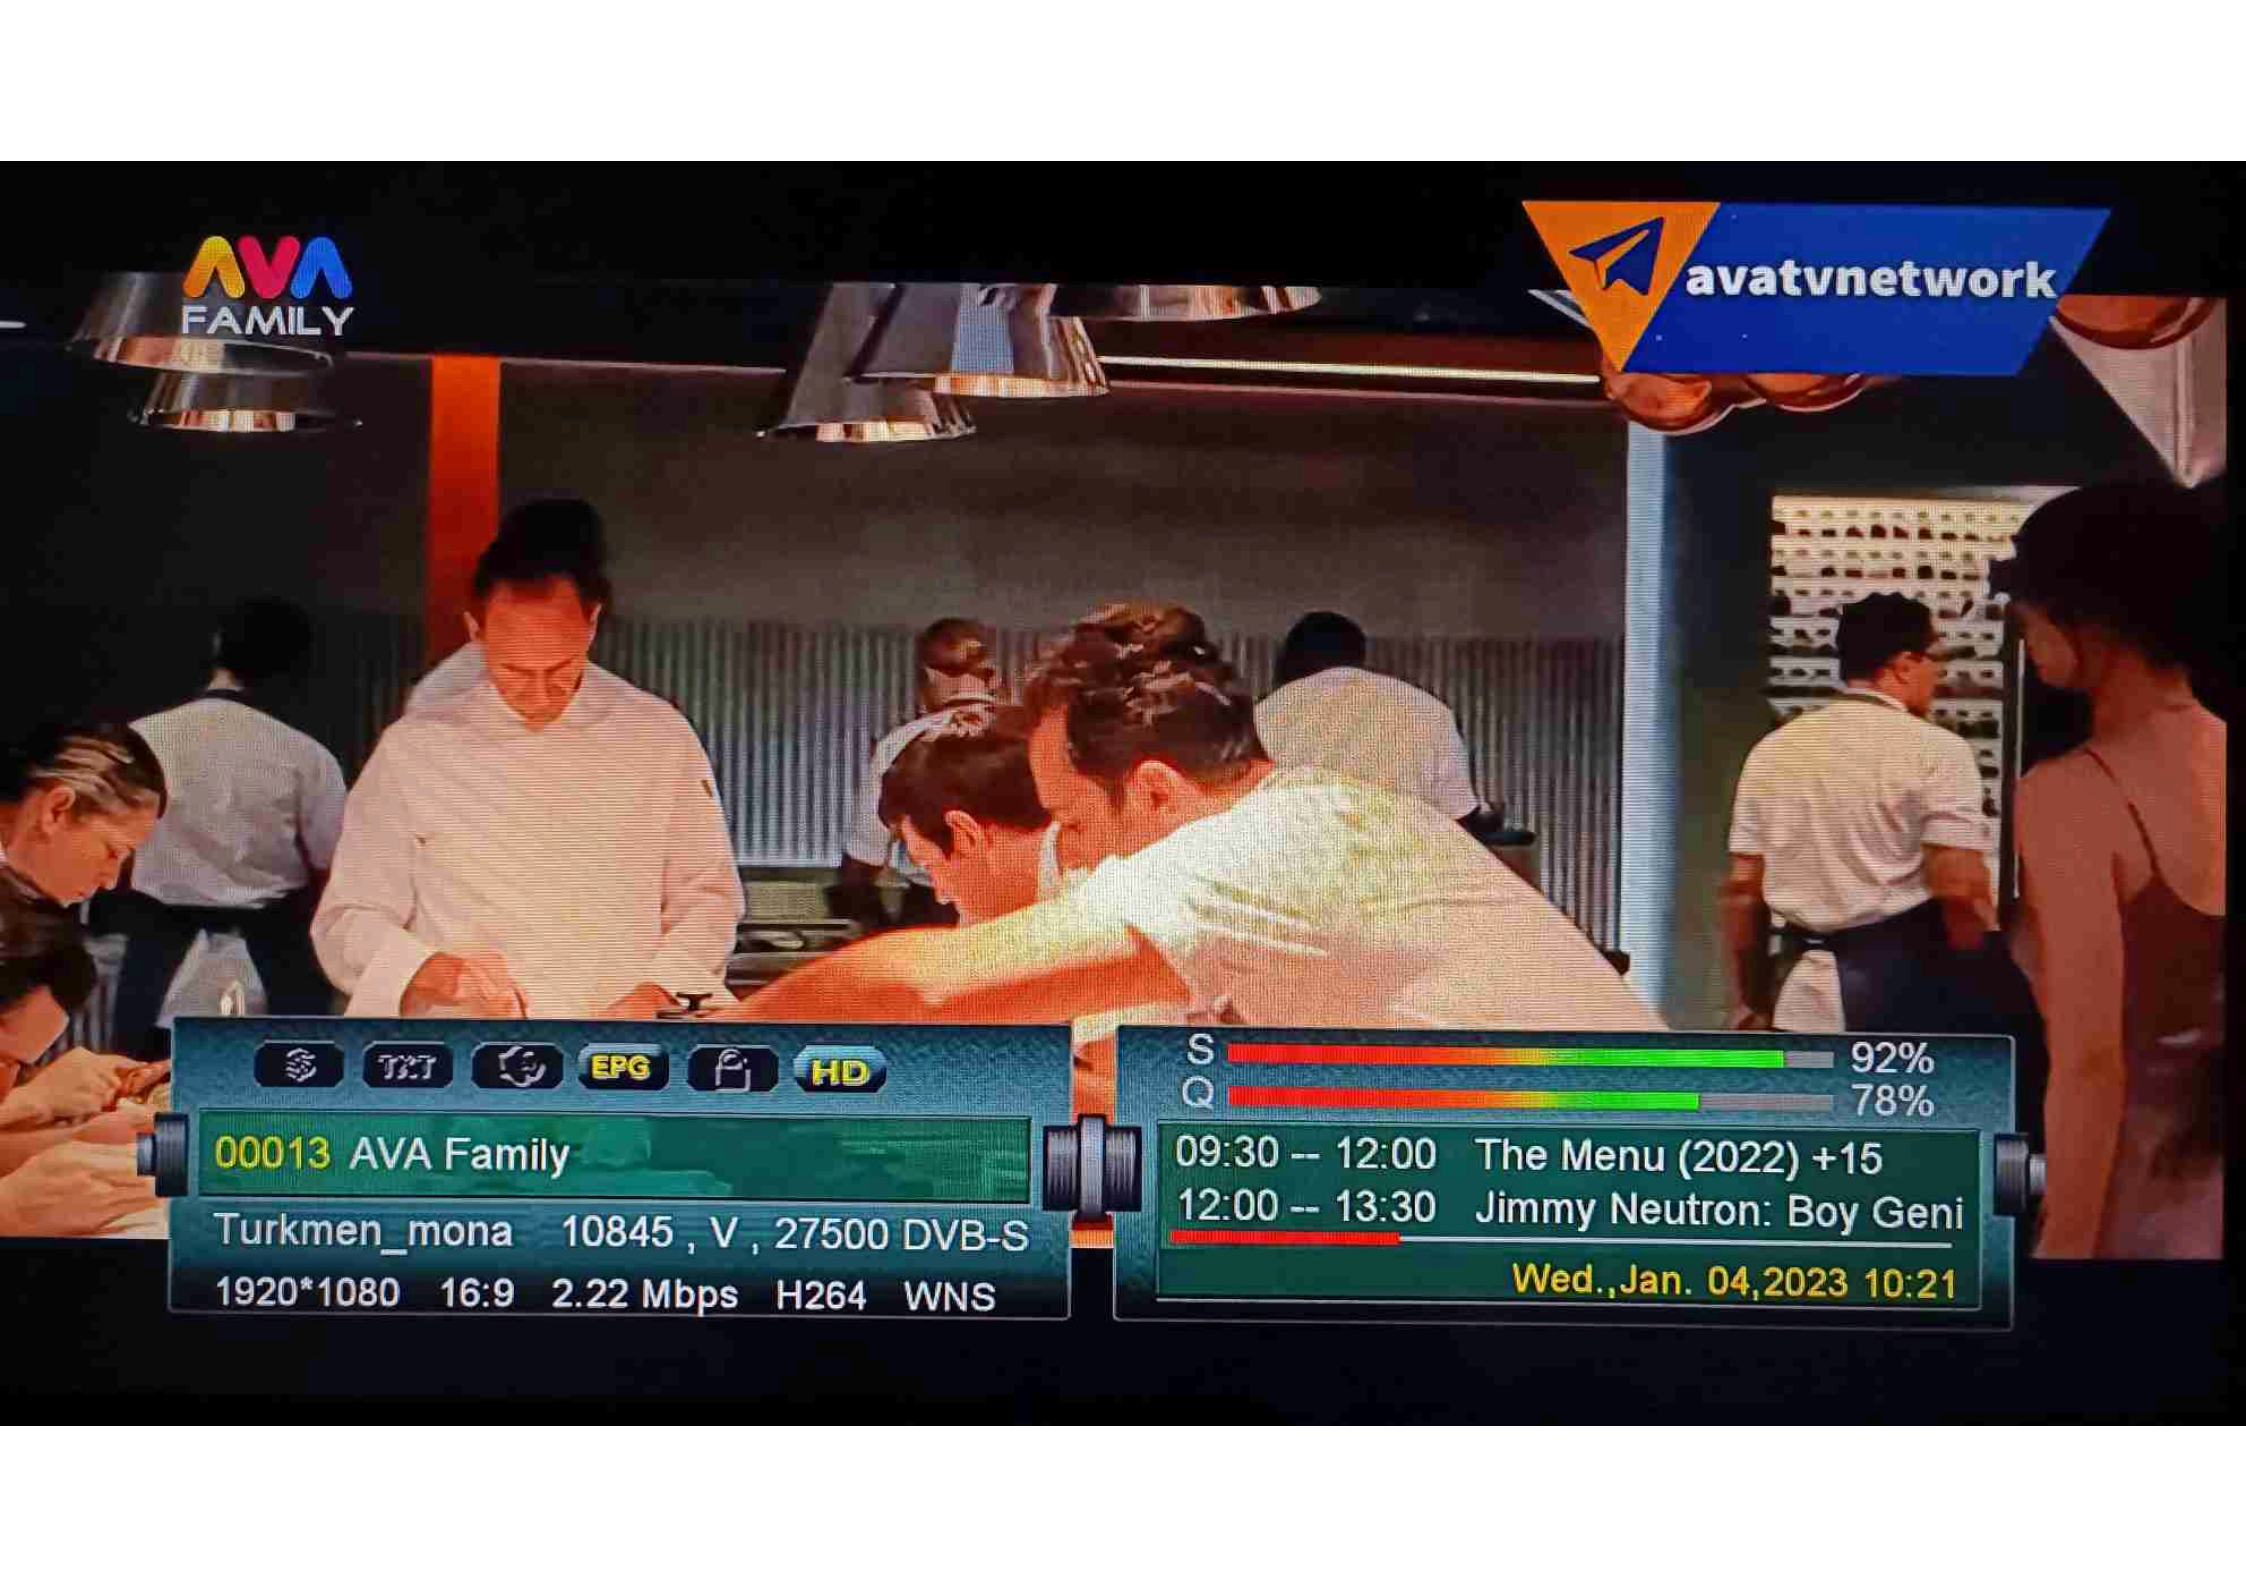 AVA
FAMILY
avatvnetwork
$ TXT EPG HD
00013 AVA Family
Turkmen_mona 10845 , V , 27500 DVB-S
1920*1080 16:9 2.22 Mbps H264 WNS
S 92%
Q 78%
09:30 -- 12:00 The Menu (2022) +15
12:00 -- 13:30 Jimmy Neutron: Boy Geni
Wed.,Jan. 04,2023 10:21